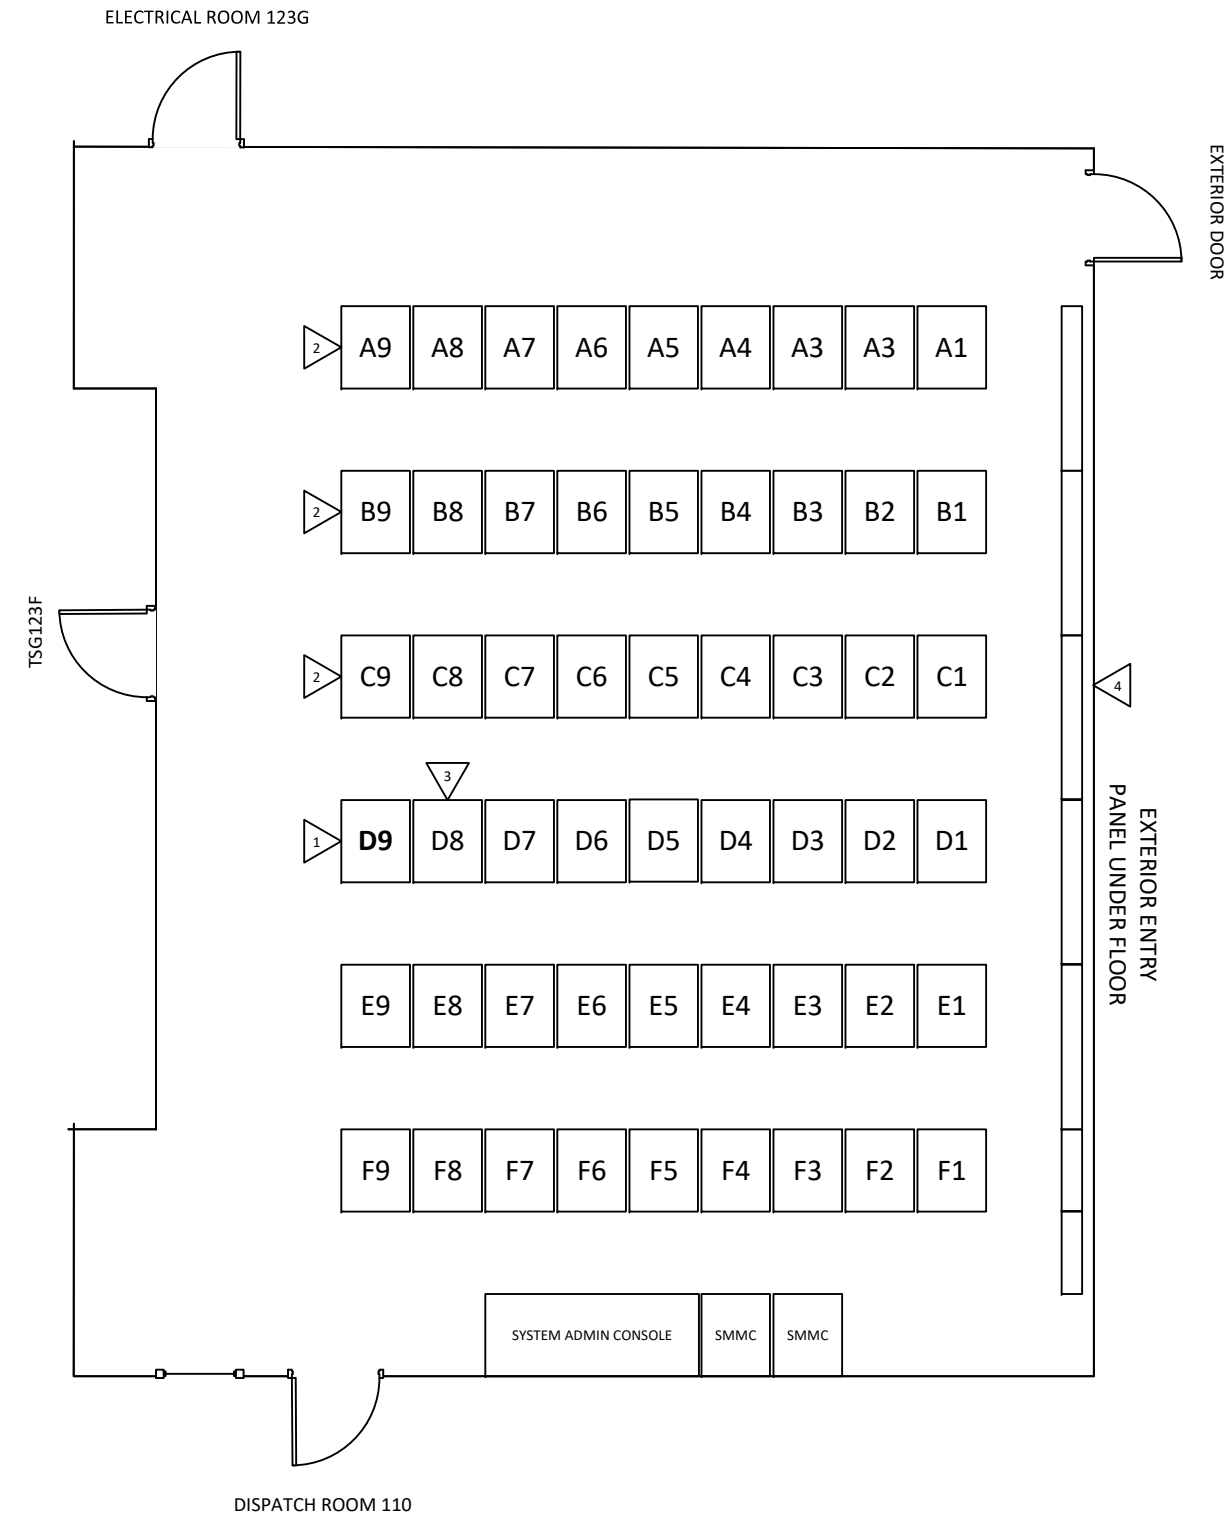 ELECTRICAL ROOM 123G
EXTERIOR DOOR
2 A9 A8 A7 A6 A5 A4 A3 A3 A1
2 B9 B8 B7 B6 B5 B4 B3 B2 B1
TSG123F
2 C9 C8 C7 C6 C5 C4 C3 C2 C1
4
3
1 D9 D8 D7 D6 D5 D4 D3 D2 D1
EXTERIOR ENTRY
PANEL UNDER FLOOR
E9 E8 E7 E6 E5 E4 E3 E2 E1
F9 F8 F7 F6 F5 F4 F3 F2 F1
SYSTEM ADMIN CONSOLE SMMC SMMC
DISPATCH ROOM 110